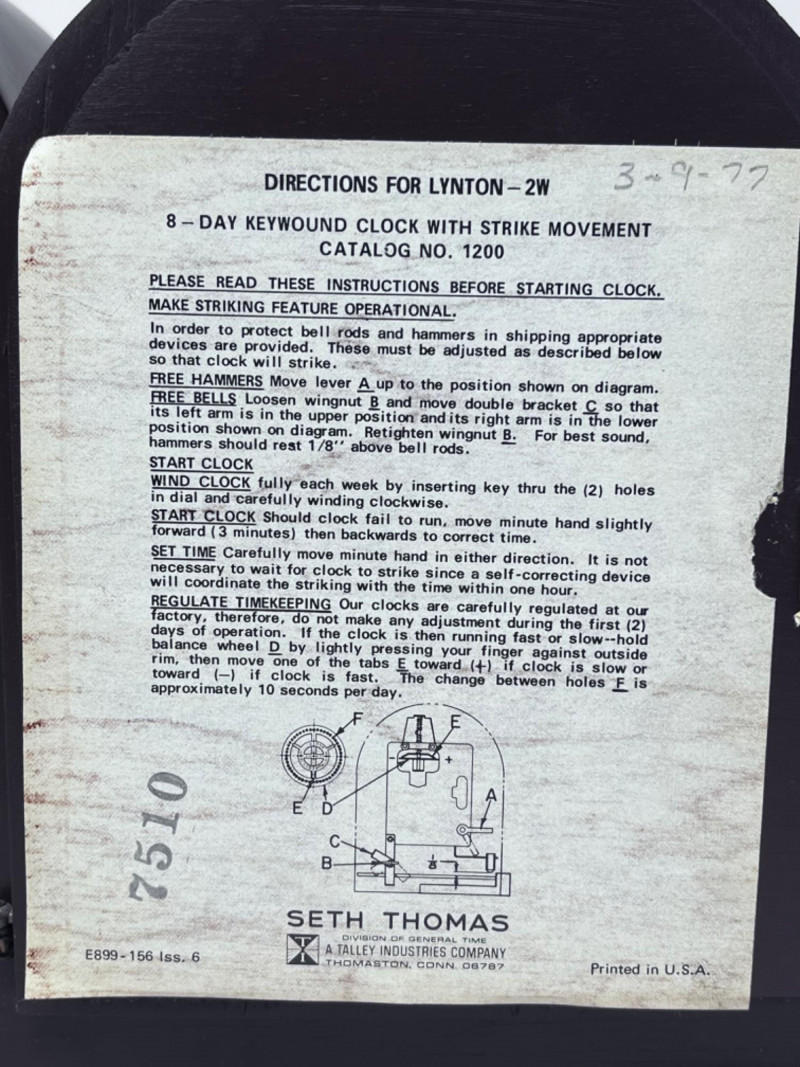 3-9-77
DIRECTIONS FOR LYNTON-2W
8-DAY KEYWOUND CLOCK WITH STRIKE MOVEMENT
CATALOG NO. 1200
PLEASE READ THESE INSTRUCTIONS BEFORE STARTING CLOCK.
MAKE STRIKING FEATURE OPERATIONAL.
In order to protect bell rods and hammers in shipping appropriate
devices are provided. These must be adjusted as described below
so that clock will strike.
FREE HAMMERS Move lever A up to the position shown on diagram.
FREE BELLS Loosen wingnut B and move double bracket C so that
its left arm is in the upper position and its right arm is in the lower
position shown on diagram. Retighten wingnut B. For best sound,
hammers should rest 1/8'' above bell rods.
START CLOCK
WIND CLOCK fully each week by inserting key thru the (2) holes
in dial and carefully winding clockwise.
START CLOCK Should clock fail to run, move minute hand slightly
forward (3 minutes) then backwards to correct time.
SET TIME Carefully move minute hand in either direction. It is not
necessary to wait for clock to strike since a self-correcting device
will coordinate the striking with the time within one hour.
REGULATE TIMEKEEPING Our clocks are carefully regulated at our
factory, therefore, do not make any adjustment during the first (2)
days of operation. If the clock is then running fast or slow--hold
balance wheel D by lightly pressing your finger against outside
rim, then move one of the tabs E toward (+) if clock is slow or
toward (—) if clock is fast. The change between holes F is
approximately 10 seconds per day.
F
E
- +
E D
A
C
B
1/8
7510
SETH THOMAS
DIVISION OF GENERAL TIME
A TALLEY INDUSTRIES COMPANY
THOMASTON, CONN. 06787
E899-156 Iss. 6
Printed in U.S.A.